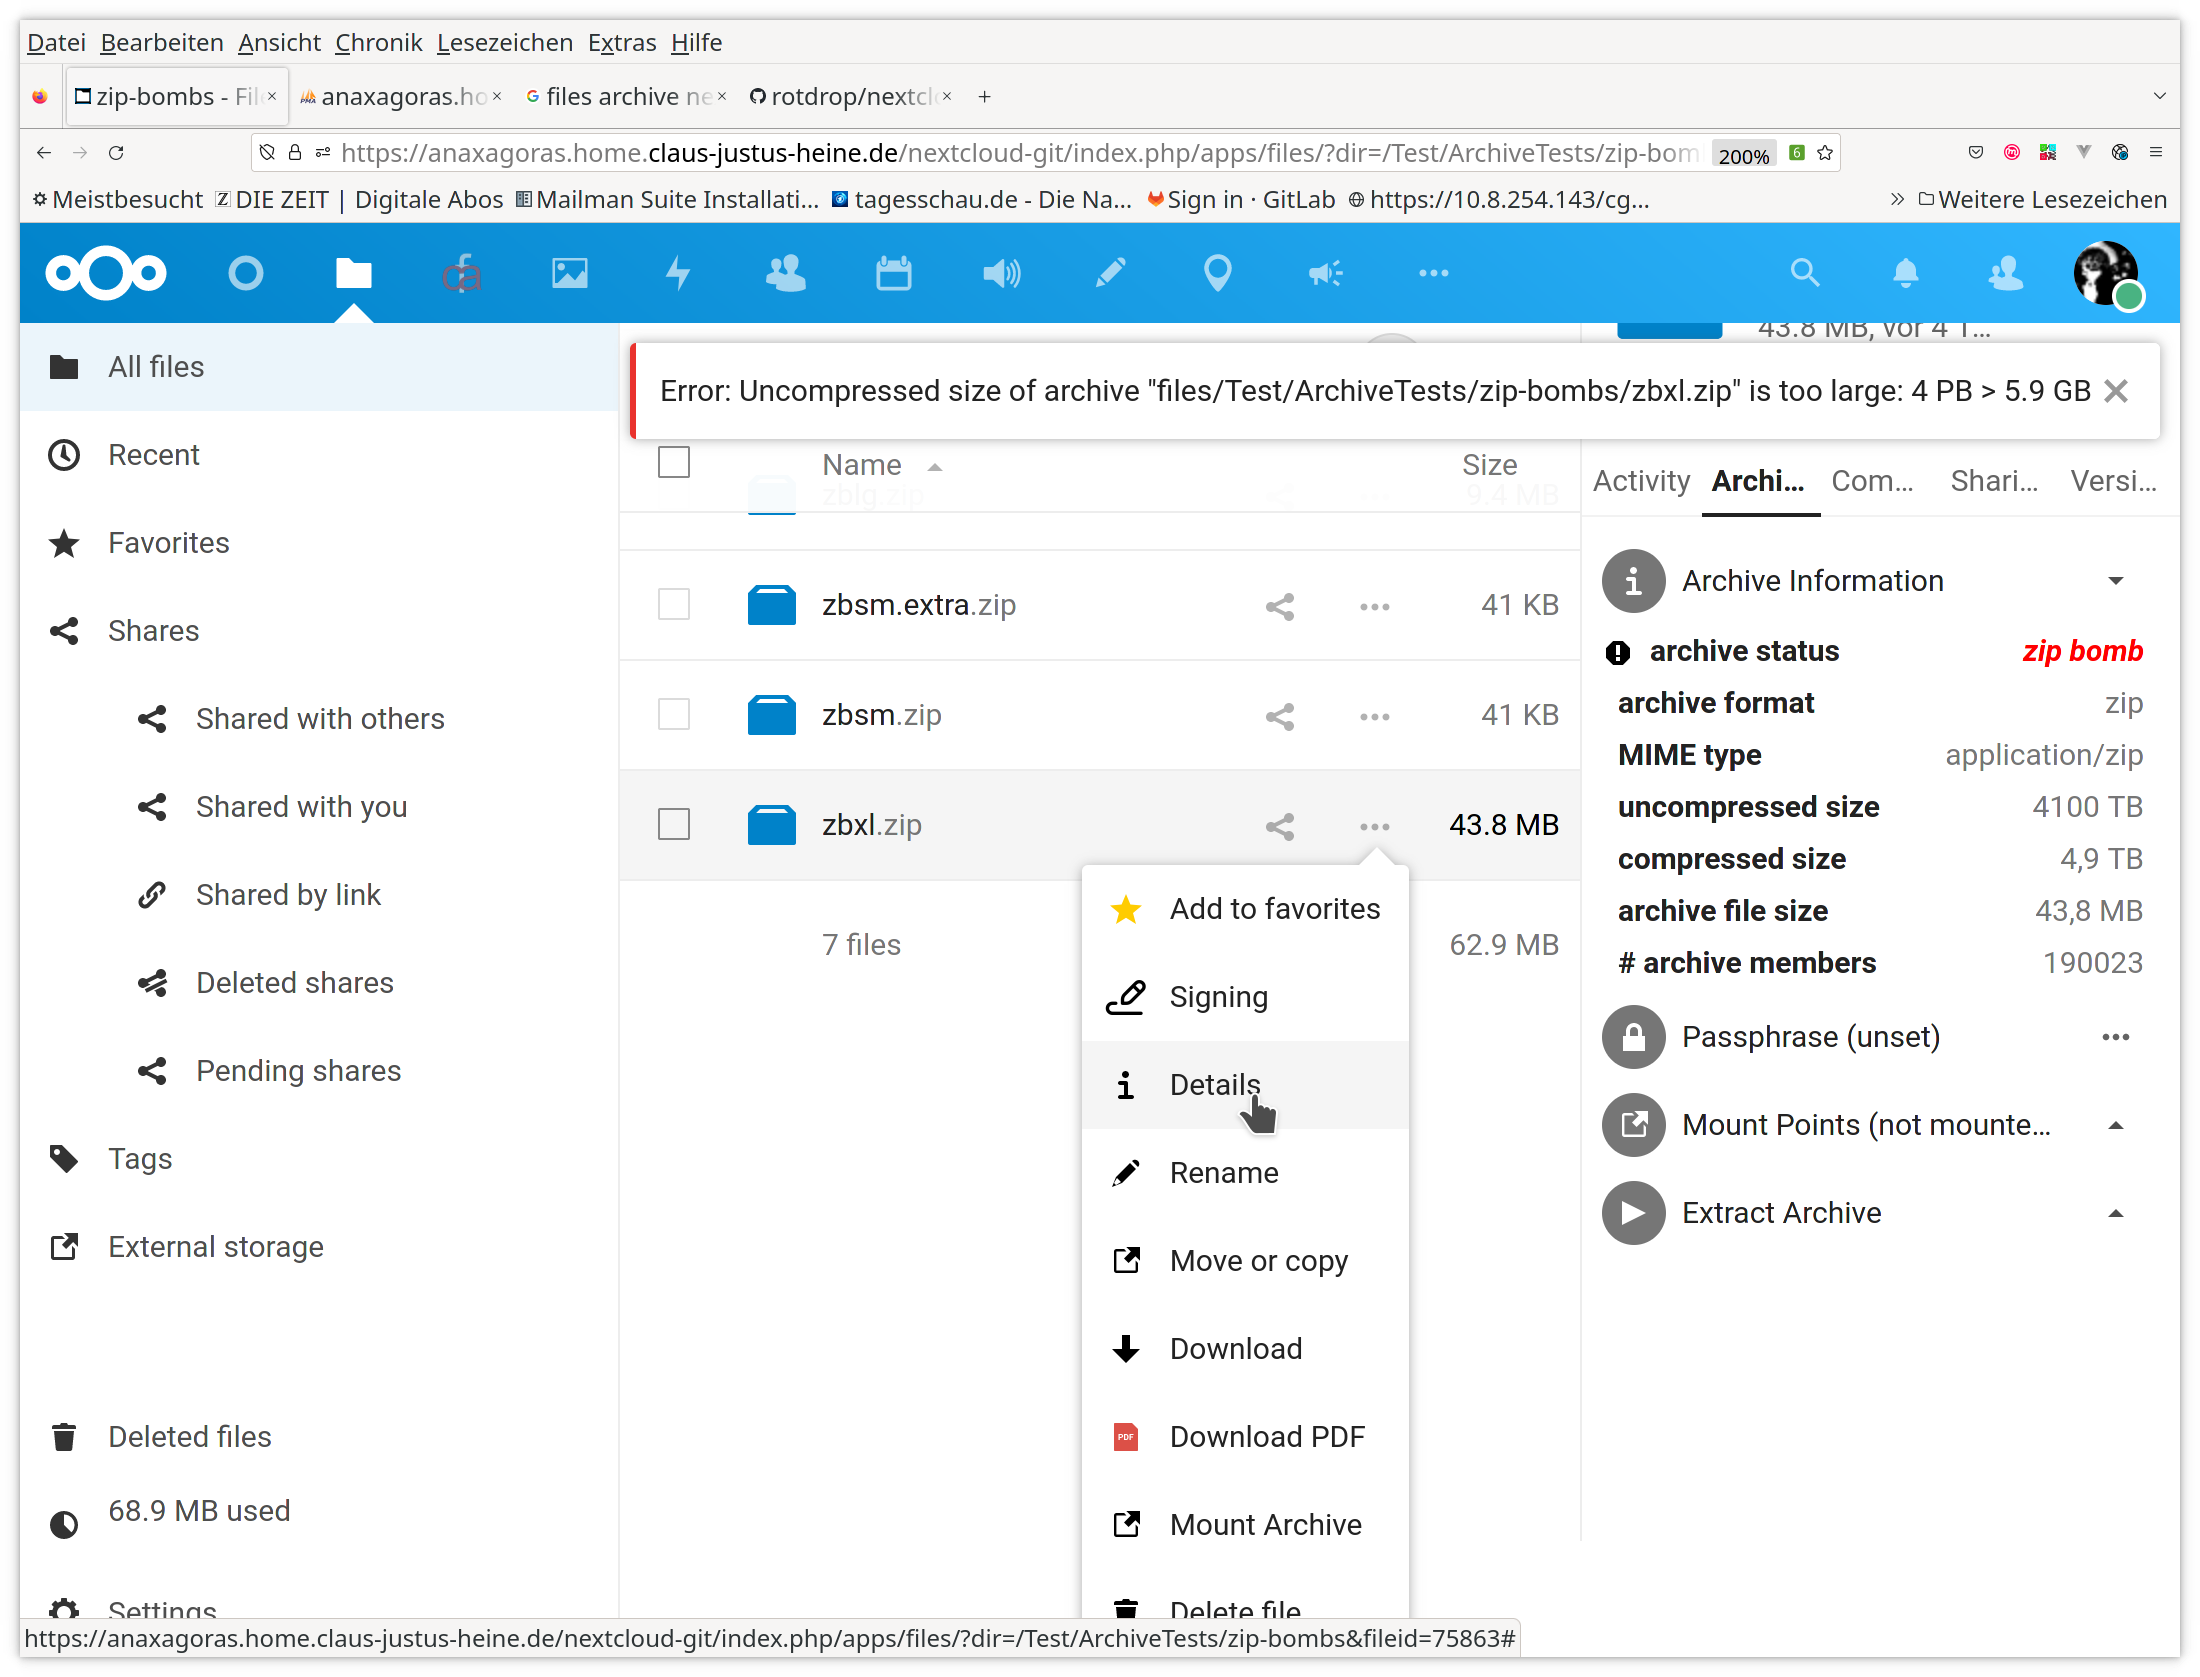 Datei Bearbeiten Ansicht Chronik Lesezeichen Extras Hilfe
zip-bombs - File anaxagoras.ho files archive ne rotdrop/nextcl
https://anaxagoras.home.claus-justus-heine.de/nextcloud-git/index.php/apps/files/?dir=/Test/ArchiveTests/zip-bom 200% 6
Meistbesucht DIE ZEIT | Digitale Abos Mailman Suite Installati... tagesschau.de - Die Na... Sign in · GitLab https://10.8.254.143/cg... Weitere Lesezeichen
43.8 MB, vor 4 T...
Error: Uncompressed size of archive "files/Test/ArchiveTests/zip-bombs/zbxl.zip" is too large: 4 PB > 5.9 GB
All files
Recent
Favorites
Shares
Shared with others
Shared with you
Shared by link
Deleted shares
Pending shares
Tags
External storage
Deleted files
68.9 MB used
Settings
Name Size
zblg.zip 9.4 MB
zbsm.extra.zip 41 KB
zbsm.zip 41 KB
zbxl.zip 43.8 MB
7 files 62.9 MB
Add to favorites
Signing
Details
Rename
Move or copy
Download
PDF Download PDF
Mount Archive
Delete file
Activity Archi... Com... Shari... Versi...
Archive Information
archive status zip bomb
archive format zip
MIME type application/zip
uncompressed size 4100 TB
compressed size 4,9 TB
archive file size 43,8 MB
# archive members 190023
Passphrase (unset)
Mount Points (not mounte...
Extract Archive
https://anaxagoras.home.claus-justus-heine.de/nextcloud-git/index.php/apps/files/?dir=/Test/ArchiveTests/zip-bombs&fileid=75863#